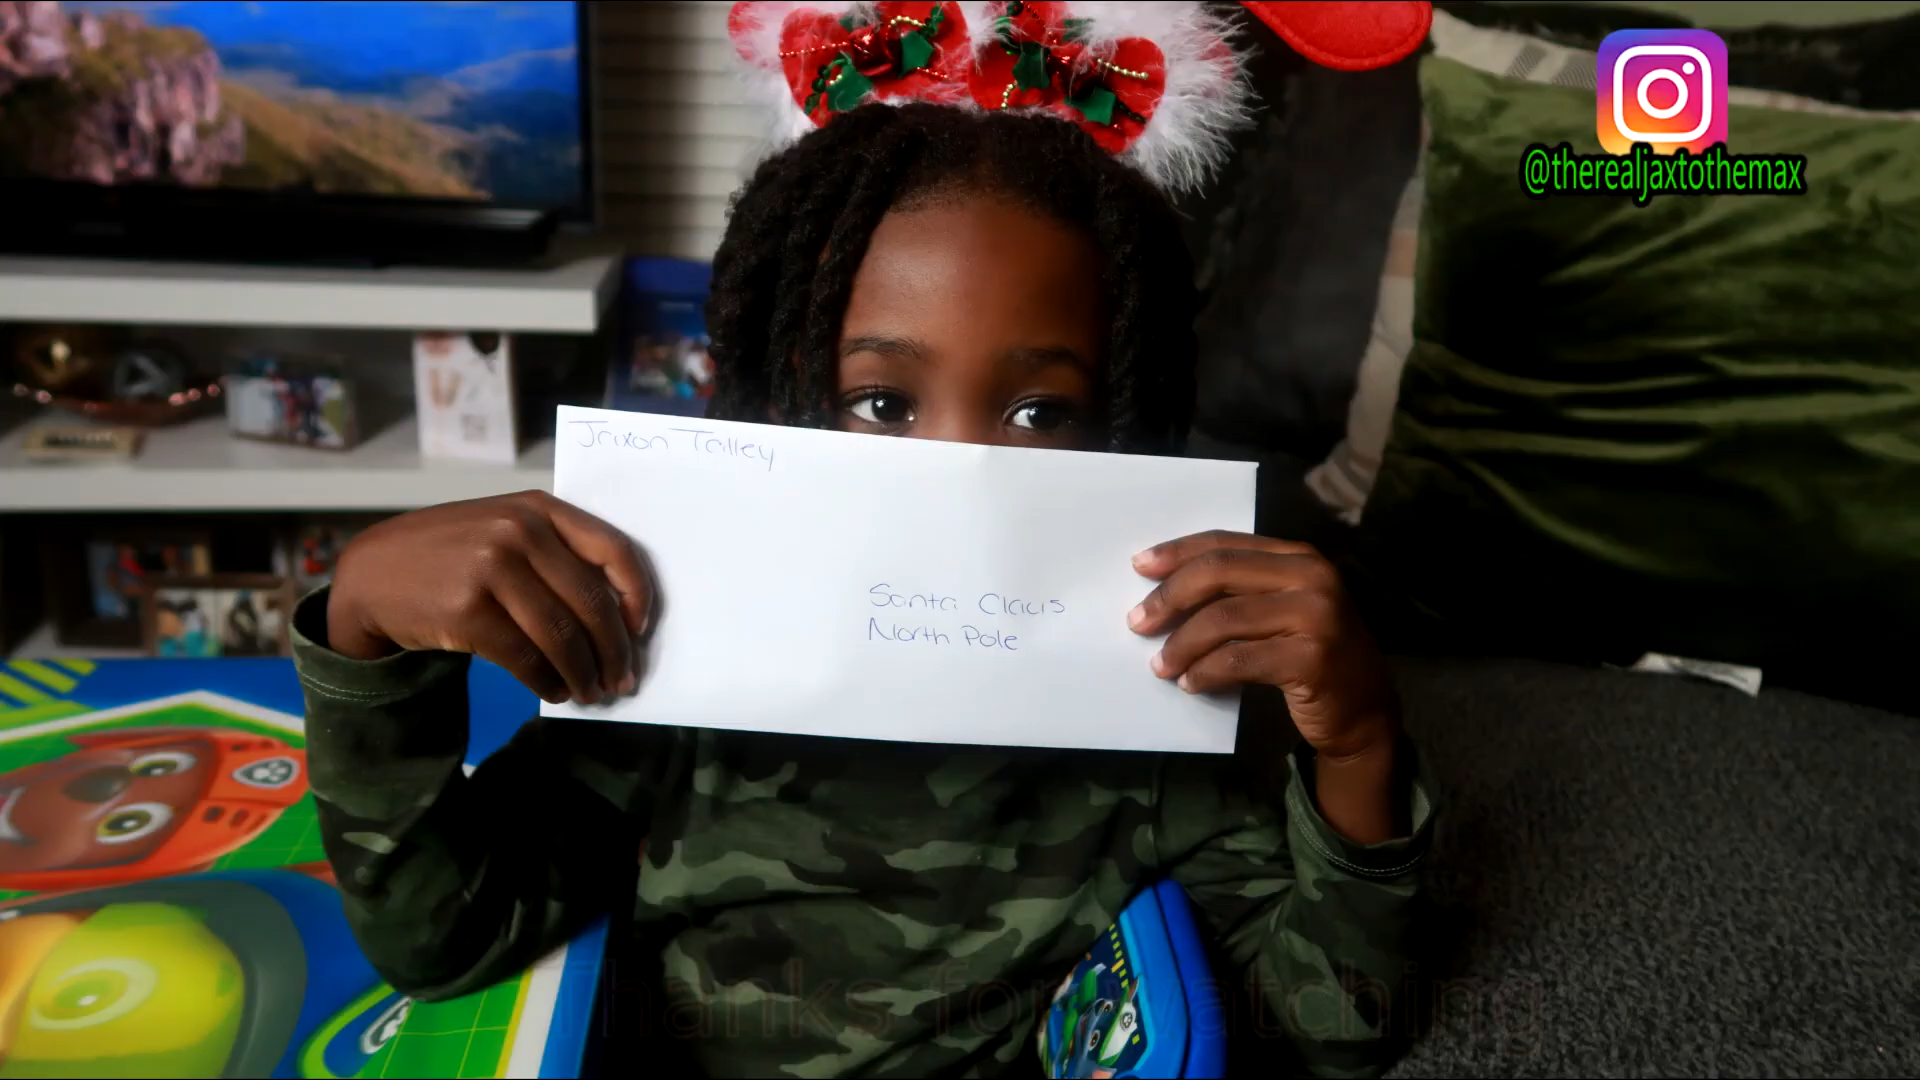 @therealjaxtothemax
Jaxon Talley
Santa Claus
North Pole
Thanks for watching